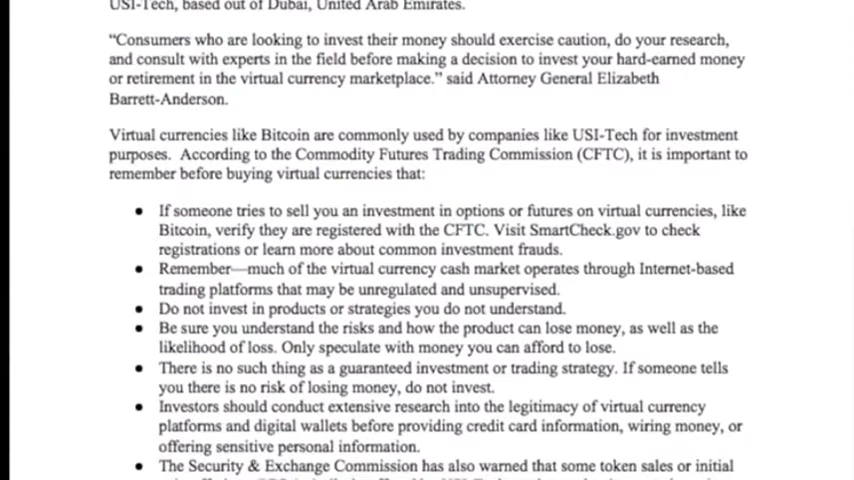 USI-Tech, based out of Dubai, United Arab Emirates.
“Consumers who are looking to invest their money should exercise caution, do your research,
and consult with experts in the field before making a decision to invest your hard-earned money
or retirement in the virtual currency marketplace.” said Attorney General Elizabeth
Barrett-Anderson.
Virtual currencies like Bitcoin are commonly used by companies like USI-Tech for investment
purposes.  According to the Commodity Futures Trading Commission (CFTC), it is important to
remember before buying virtual currencies that:
● If someone tries to sell you an investment in options or futures on virtual currencies, like
Bitcoin, verify they are registered with the CFTC. Visit SmartCheck.gov to check
registrations or learn more about common investment frauds.
● Remember—much of the virtual currency cash market operates through Internet-based
trading platforms that may be unregulated and unsupervised.
● Do not invest in products or strategies you do not understand.
● Be sure you understand the risks and how the product can lose money, as well as the
likelihood of loss. Only speculate with money you can afford to lose.
● There is no such thing as a guaranteed investment or trading strategy. If someone tells
you there is no risk of losing money, do not invest.
● Investors should conduct extensive research into the legitimacy of virtual currency
platforms and digital wallets before providing credit card information, wiring money, or
offering sensitive personal information.
● The Security & Exchange Commission has also warned that some token sales or initial